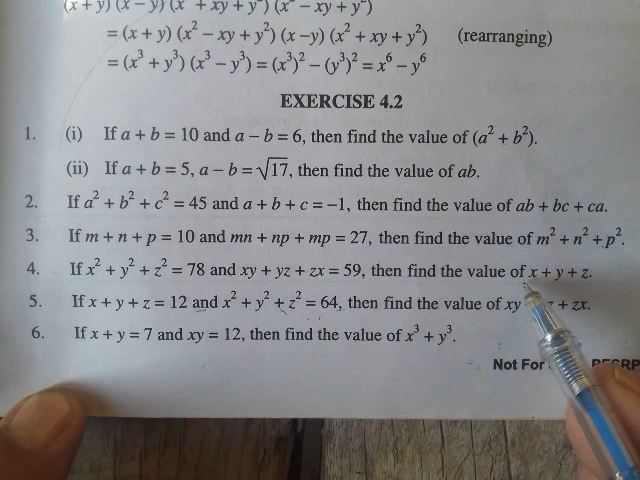 (x + y) (x − y) (x² + xy + y²) (x² − xy + y²)
= (x + y) (x² − xy + y²) (x −y) (x² + xy + y²) (rearranging)
= (x³ + y³) (x³ − y³) = (x³)² − (y³)² = x⁶ − y⁶
EXERCISE 4.2
1. (i) If a + b = 10 and a − b = 6, then find the value of (a² + b²).
(ii) If a + b = 5, a − b = √17, then find the value of ab.
2. If a² + b² + c² = 45 and a + b + c = −1, then find the value of ab + bc + ca.
3. If m + n + p = 10 and mn + np + mp = 27, then find the value of m² + n² + p².
4. If x² + y² + z² = 78 and xy + yz + zx = 59, then find the value of x + y + z.
5. If x + y + z = 12 and x² + y² + z² = 64, then find the value of xy z + zx.
6. If x + y = 7 and xy = 12, then find the value of x³ + y³.
Not For